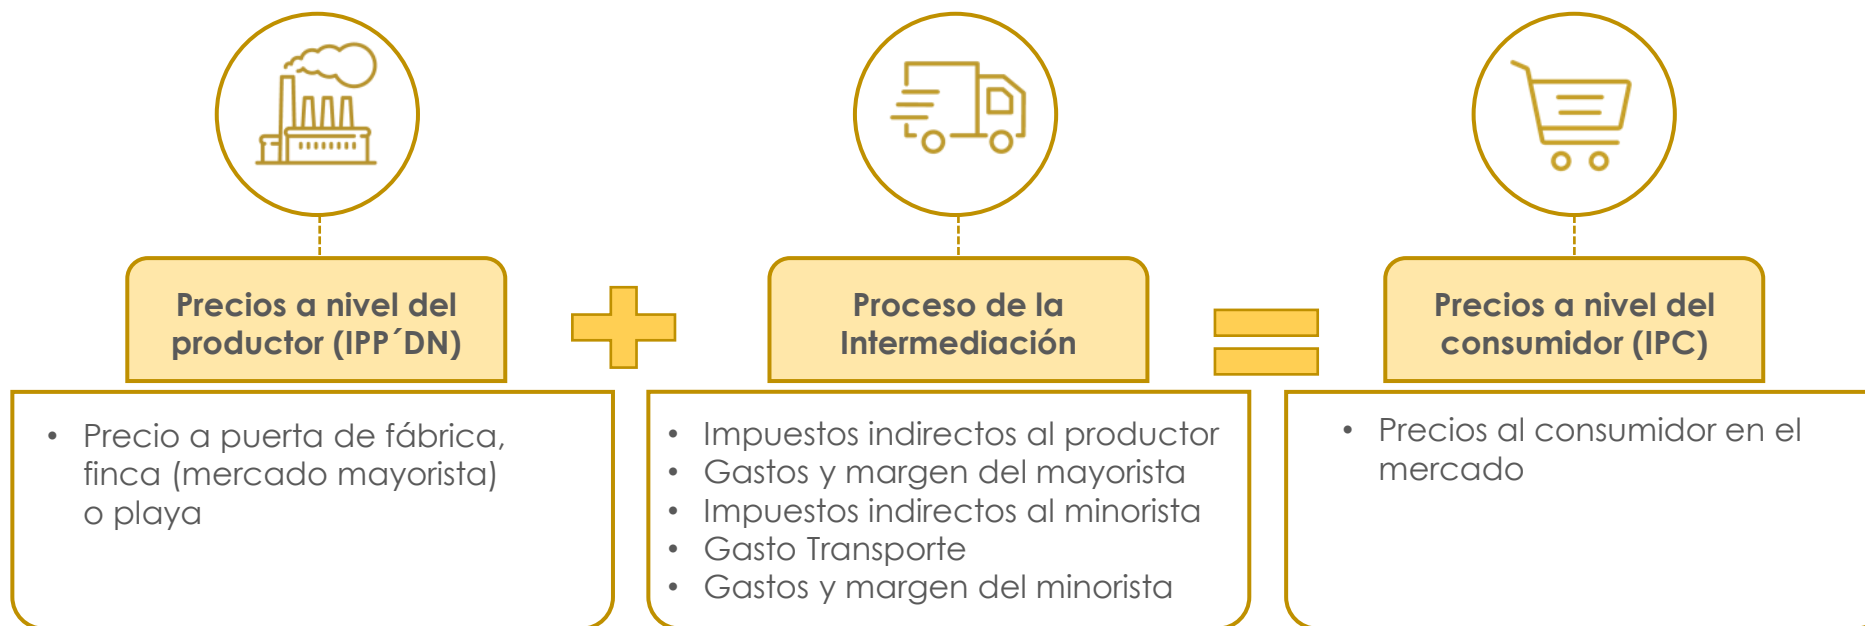 Precios a nivel del
productor (IPP´DN)
Proceso de la
Intermediación
Precios a nivel del
consumidor (IPC)
• Precio a puerta de fábrica,
finca (mercado mayorista)
o playa
• Impuestos indirectos al productor
• Gastos y margen del mayorista
• Impuestos indirectos al minorista
• Gasto Transporte
• Gastos y margen del minorista
• Precios al consumidor en el
mercado